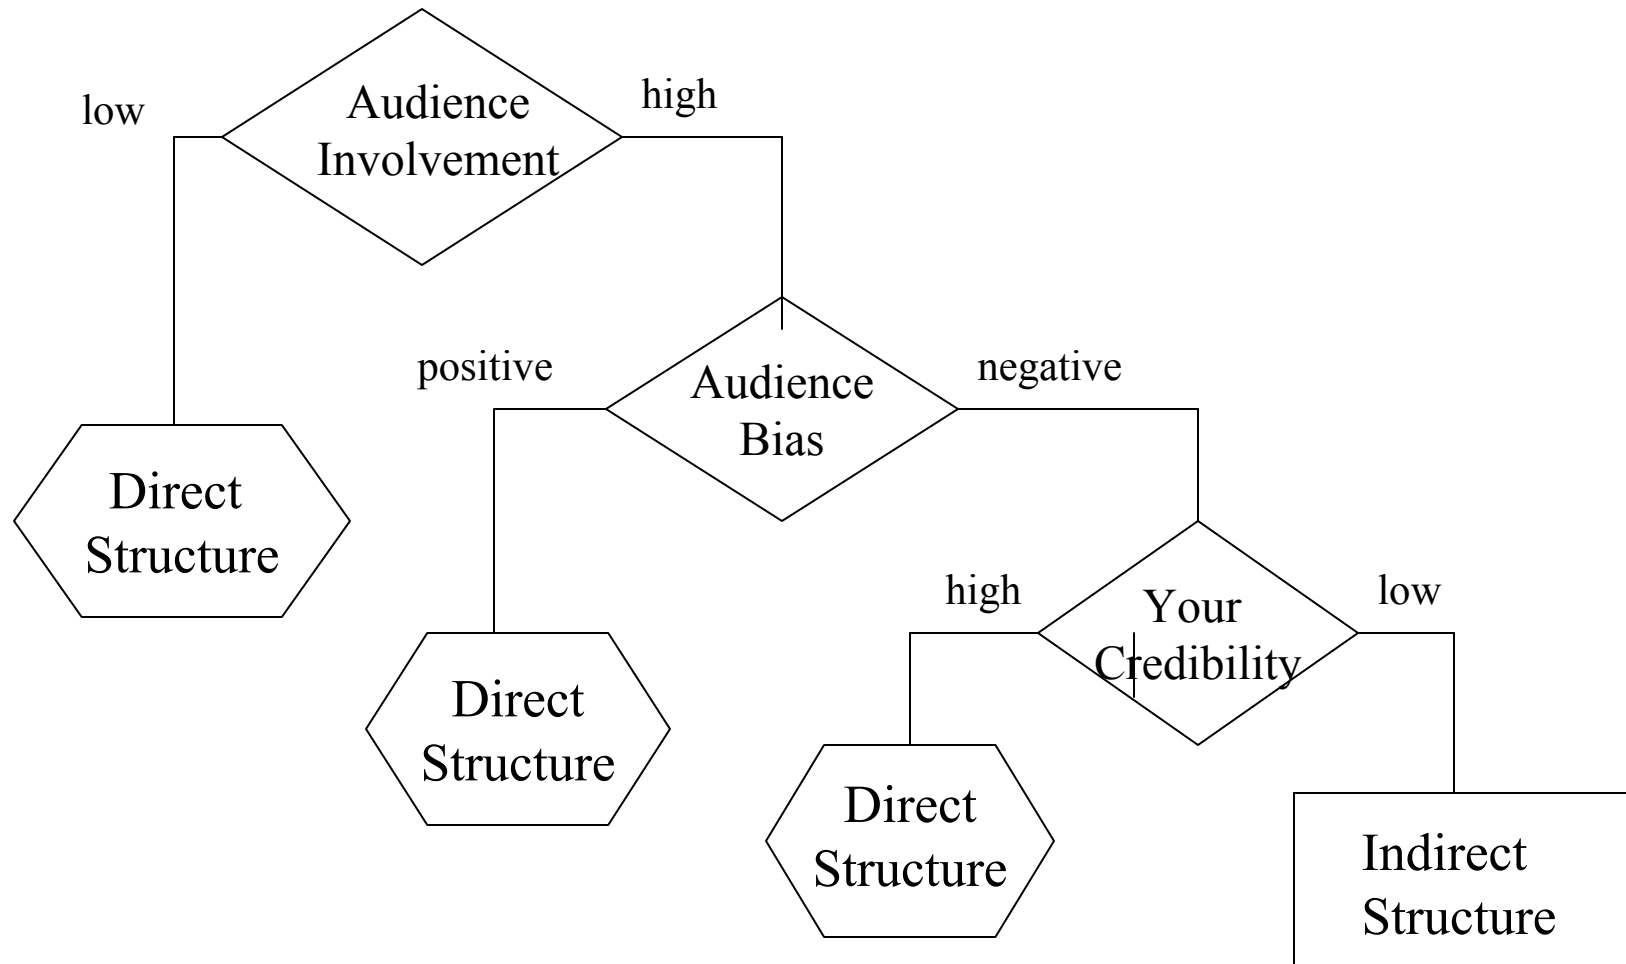 low
Audience
Involvement
high
positive
Audience
Bias
negative
Direct
Structure
high
Your
Credibility
low
Direct
Structure
Direct
Structure
Indirect
Structure